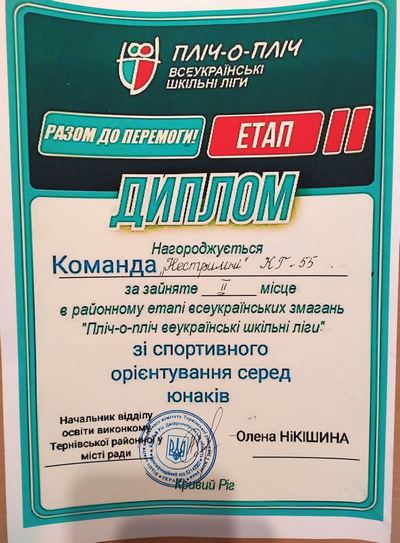 ПЛІЧ-О-ПЛІЧ
ВСЕУКРАЇНСЬКІ
ШКІЛЬНІ ЛІГИ
РАЗОМ ДО ПЕРЕМОГИ!
ЕТАП II
ДИПЛОМ
Нагороджується
Команда „Нестримні" КГ-55
за зайняте II місце
в районному етапі всеукраїнських змагань
"Пліч-о-пліч веукраїнські шкільні ліги"
зі спортивного
орієнтування серед
юнаків
Начальник відділу
освіти виконкому
Тернівської районної у
місті ради
Олена НіКІШИНА
Кривий Ріг